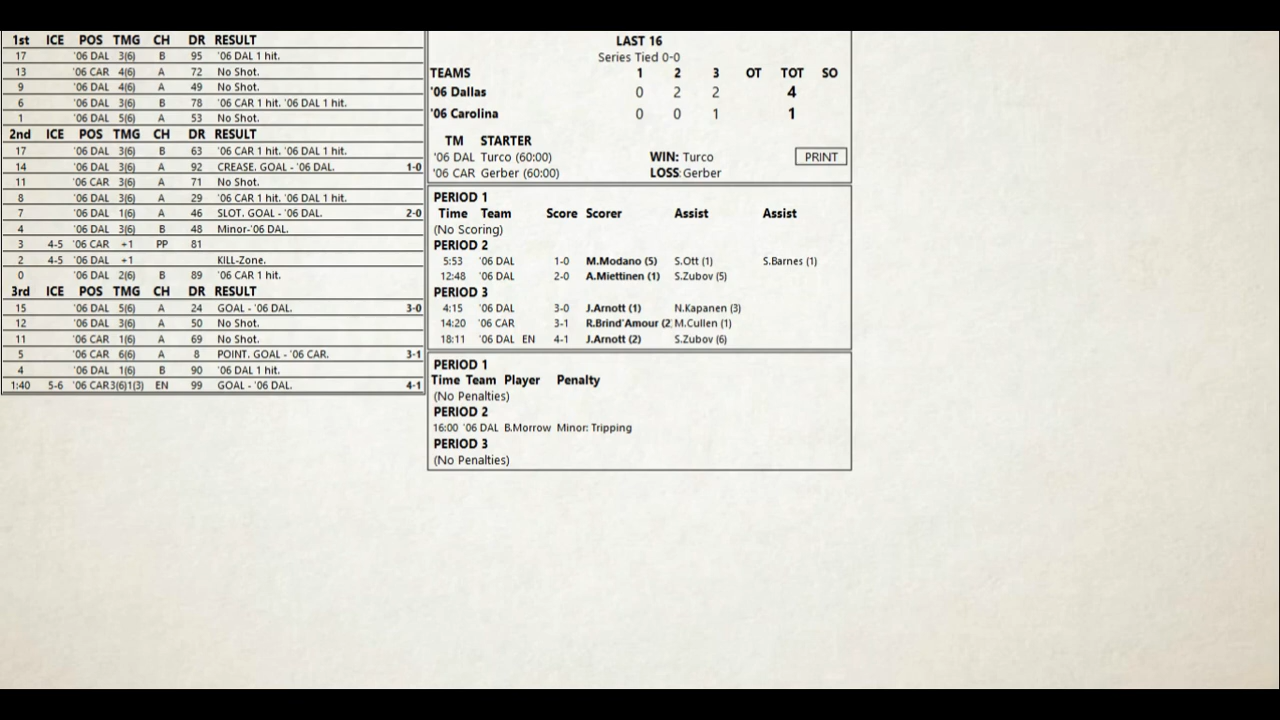 1st ICE POS TMG CH DR RESULT
17 '06 DAL 3(6) B 95 '06 DAL 1 hit.
13 '06 CAR 4(6) A 72 No Shot.
9 '06 DAL 4(6) A 49 No Shot.
6 '06 DAL 3(6) B 78 '06 CAR 1 hit. '06 DAL 1 hit.
1 '06 DAL 5(6) A 53 No Shot.
2nd ICE POS TMG CH DR RESULT
17 '06 DAL 3(6) B 63 '06 CAR 1 hit. '06 DAL 1 hit.
14 '06 DAL 3(6) A 92 CREASE. GOAL - '06 DAL. 1-0
11 '06 CAR 3(6) A 71 No Shot.
8 '06 DAL 3(6) A 29 '06 CAR 1 hit. '06 DAL 1 hit.
7 '06 DAL 1(6) A 46 SLOT. GOAL - '06 DAL. 2-0
4 '06 DAL 3(6) B 48 Minor-'06 DAL.
3 4-5 '06 CAR +1 PP 81
2 4-5 '06 DAL +1 KILL-Zone.
0 '06 DAL 2(6) B 89 '06 CAR 1 hit.
3rd ICE POS TMG CH DR RESULT
15 '06 DAL 5(6) A 24 GOAL - '06 DAL. 3-0
12 '06 DAL 3(6) A 50 No Shot.
11 '06 CAR 1(6) A 69 No Shot.
5 '06 CAR 6(6) A 8 POINT. GOAL - '06 CAR. 3-1
4 '06 DAL 1(6) B 90 '06 DAL 1 hit.
1:40 5-6 '06 CAR3(6)1(3) EN 99 GOAL - '06 DAL. 4-1
LAST 16
Series Tied 0-0
TEAMS 1 2 3 OT TOT SO
'06 Dallas 0 2 2 4
'06 Carolina 0 0 1 1
TM STARTER
'06 DAL Turco (60:00) WIN: Turco PRINT
'06 CAR Gerber (60:00) LOSS: Gerber
PERIOD 1
Time Team Score Scorer Assist Assist
(No Scoring)
PERIOD 2
5:53 '06 DAL 1-0 M.Modano (5) S.Ott (1) S.Barnes (1)
12:48 '06 DAL 2-0 A.Miettinen (1) S.Zubov (5)
PERIOD 3
4:15 '06 DAL 3-0 J.Arnott (1) N.Kapanen (3)
14:20 '06 CAR 3-1 R.Brind'Amour (2 M.Cullen (1)
18:11 '06 DAL EN 4-1 J.Arnott (2) S.Zubov (6)
PERIOD 1
Time Team Player Penalty
(No Penalties)
PERIOD 2
16:00 '06 DAL B.Morrow Minor: Tripping
PERIOD 3
(No Penalties)